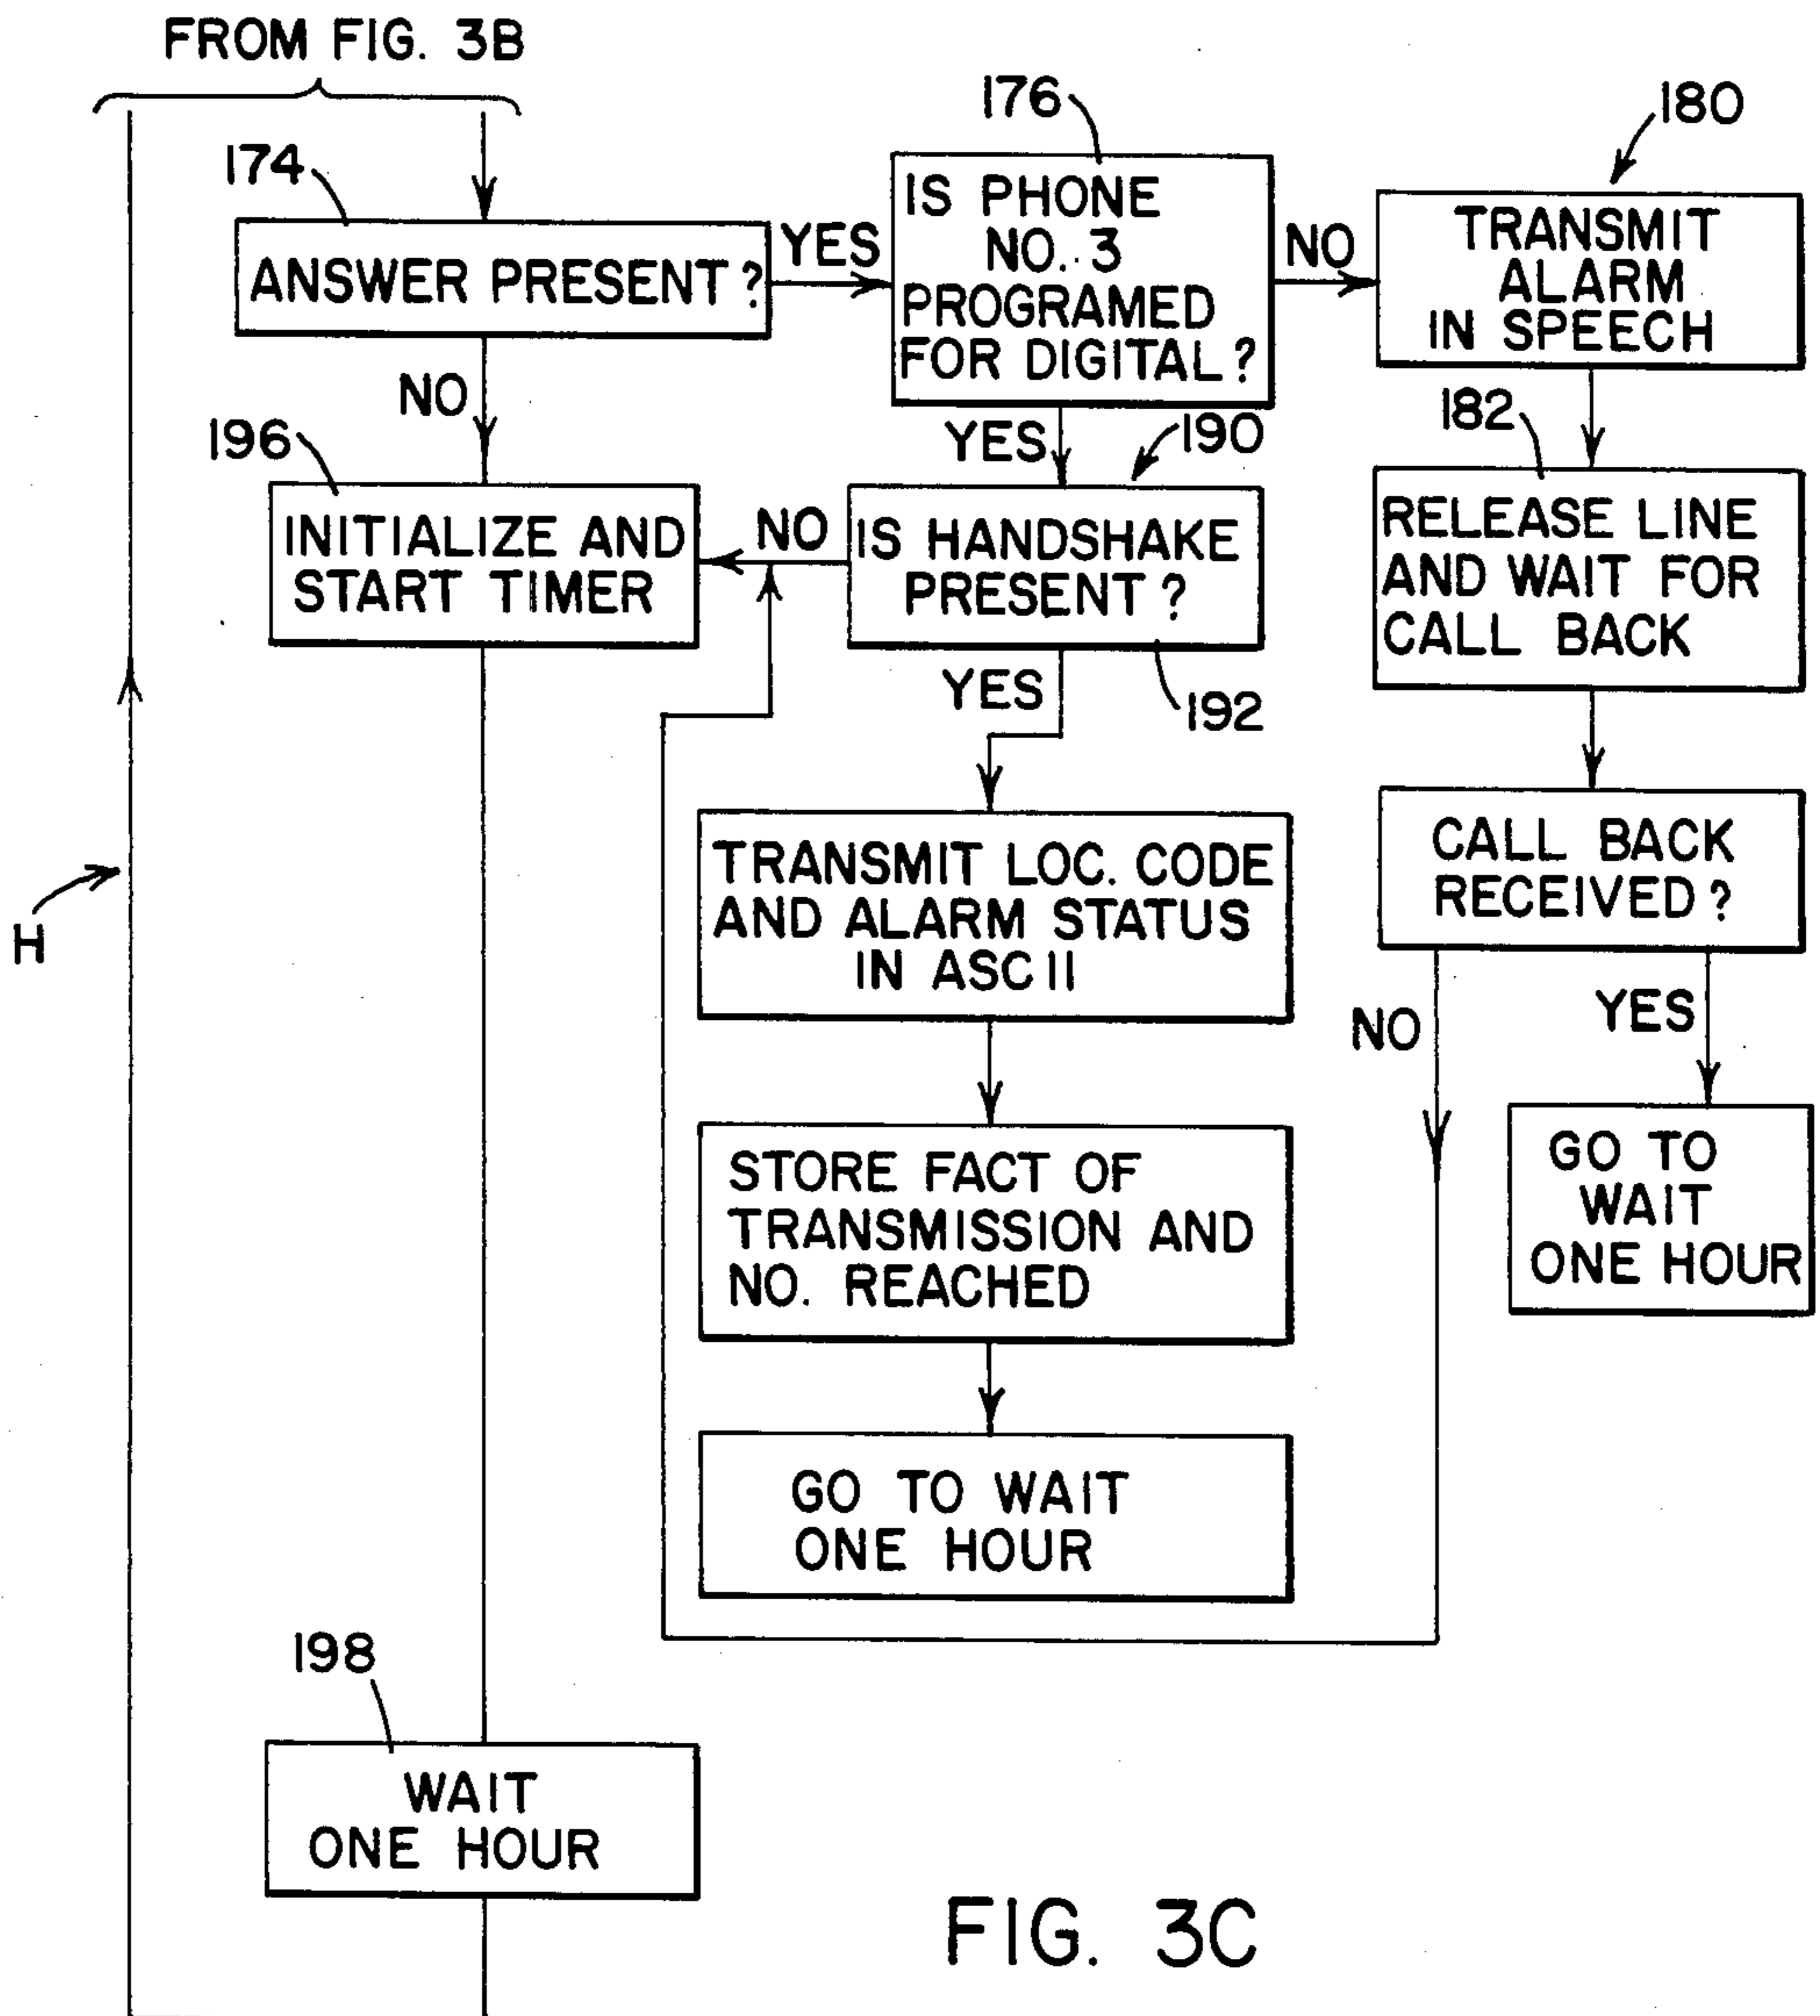 FROM FIG. 3B
176
180
174
ANSWER PRESENT?
YES
IS PHONE
NO. 3
PROGRAMED
FOR DIGITAL?
NO
TRANSMIT
ALARM
IN SPEECH
NO
196
YES
190
182
INITIALIZE AND
START TIMER
NO
IS HANDSHAKE
PRESENT?
RELEASE LINE
AND WAIT FOR
CALL BACK
YES
192
H
TRANSMIT LOC. CODE
AND ALARM STATUS
IN ASCII
CALL BACK
RECEIVED?
NO
YES
STORE FACT OF
TRANSMISSION AND
NO. REACHED
GO TO
WAIT
ONE HOUR
GO TO WAIT
ONE HOUR
198
WAIT
ONE HOUR
FIG. 3C